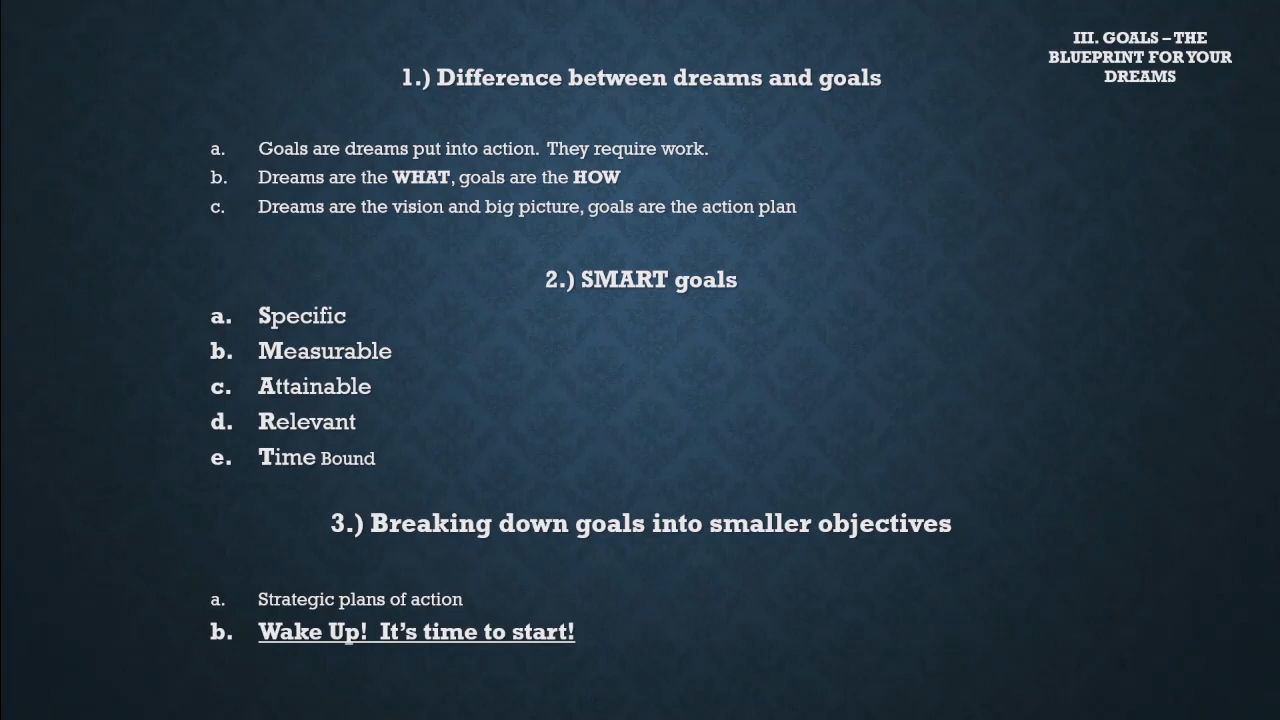 III. GOALS – THE
BLUEPRINT FOR YOUR
DREAMS
1.) Difference between dreams and goals
a. Goals are dreams put into action.  They require work.
b. Dreams are the WHAT, goals are the HOW
c. Dreams are the vision and big picture, goals are the action plan
2.) SMART goals
a. Specific
b. Measurable
c. Attainable
d. Relevant
e. Time Bound
3.) Breaking down goals into smaller objectives
a. Strategic plans of action
b. Wake Up!  It’s time to start!